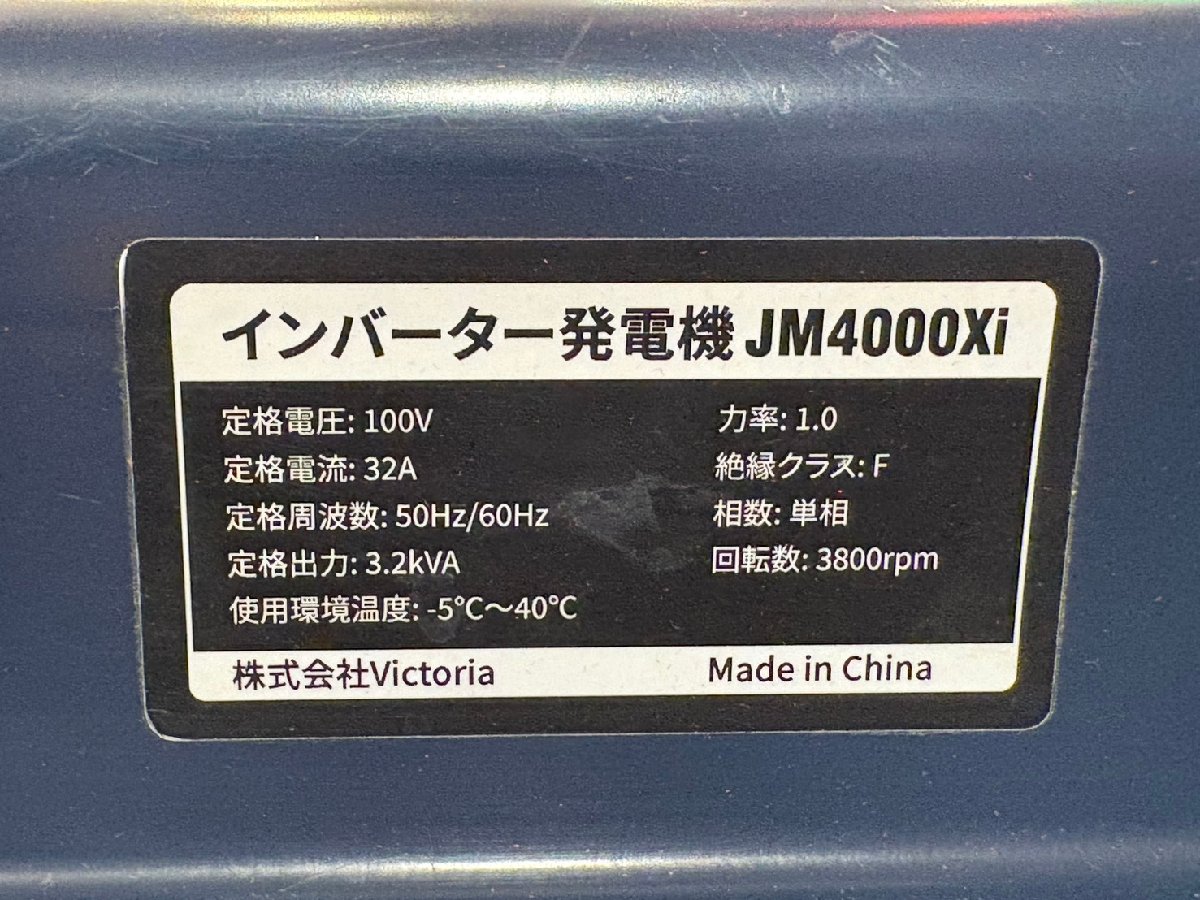 インバーター発電機 JM4000Xi
定格電圧: 100V
定格電流: 32A
定格周波数: 50Hz/60Hz
定格出力: 3.2kVA
使用環境温度: -5℃～40℃
力率: 1.0
絶縁クラス: F
相数: 単相
回転数: 3800rpm
株式会社Victoria
Made in China